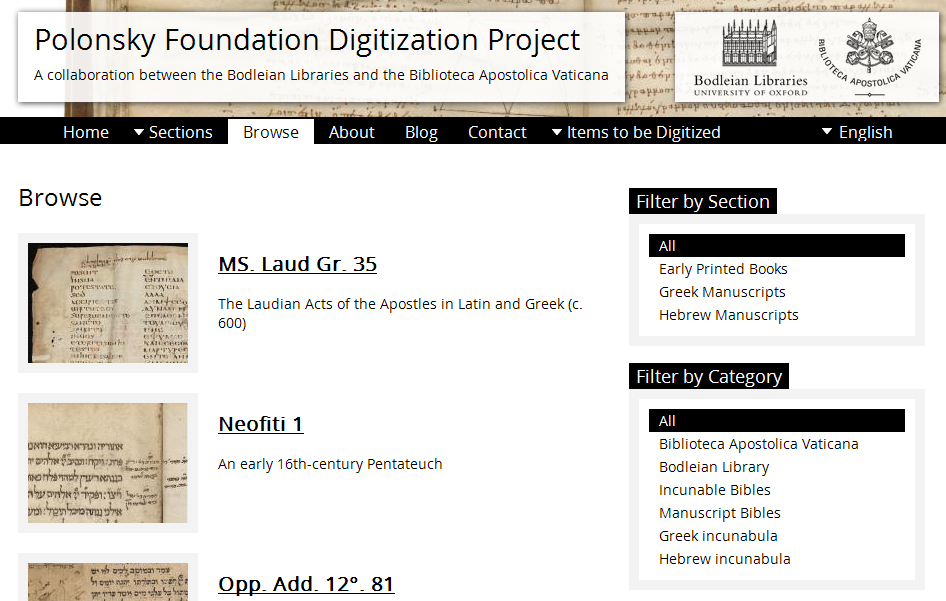 Polonsky Foundation Digitization Project
A collaboration between the Bodleian Libraries and the Biblioteca Apostolica Vaticana
Bodleian Libraries
UNIVERSITY OF OXFORD
BIBLIOTECA APOSTOLICA VATICANA
Home Sections Browse About Blog Contact Items to be Digitized English
Browse
MS. Laud Gr. 35
The Laudian Acts of the Apostles in Latin and Greek (c.
600)
Neofiti 1
An early 16th-century Pentateuch
Opp. Add. 12°. 81
Filter by Section
All
Early Printed Books
Greek Manuscripts
Hebrew Manuscripts
Filter by Category
All
Biblioteca Apostolica Vaticana
Bodleian Library
Incunable Bibles
Manuscript Bibles
Greek incunabula
Hebrew incunabula